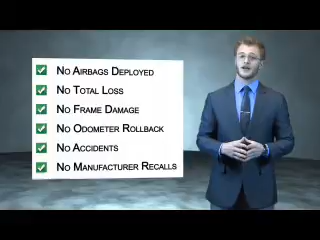 No Airbags Deployed
No Total Loss
No Frame Damage
No Odometer Rollback
No Accidents
No Manufacturer Recalls